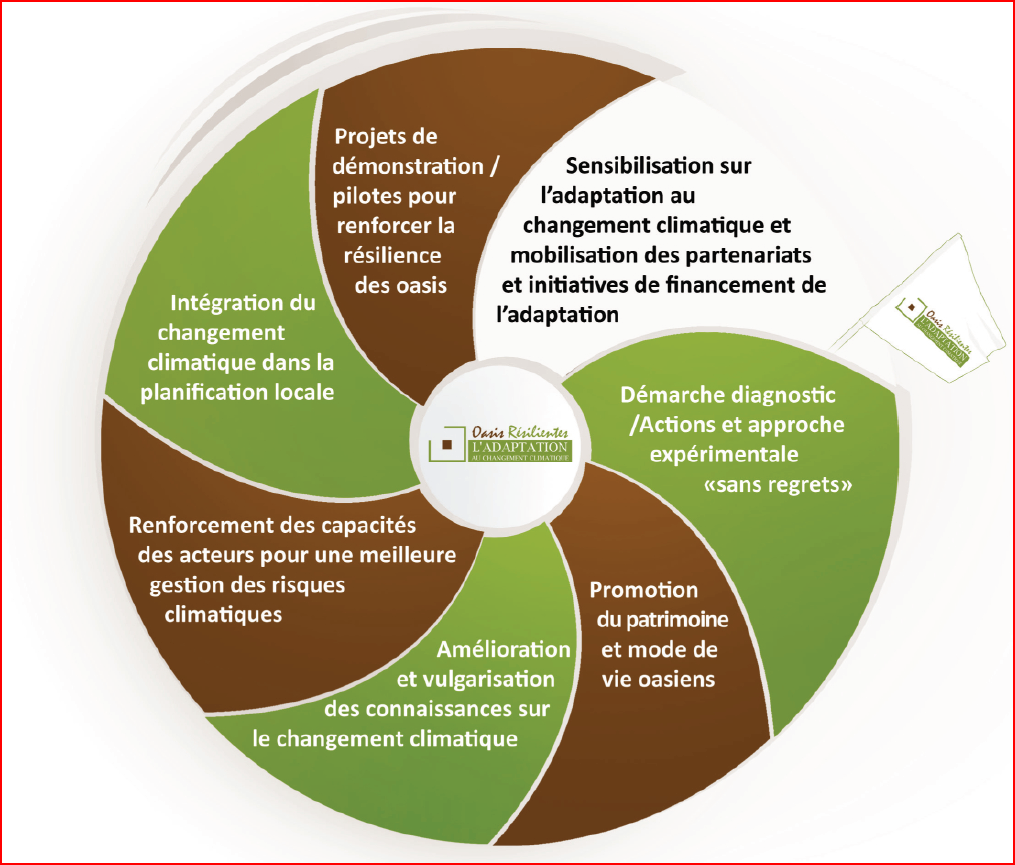 Projets de
démonstration /
pilotes pour
renforcer la
résilience
des oasis
Sensibilisation sur
l'adaptation au
changement climatique et
mobilisation des partenariats
et initiatives de financement de
l'adaptation
Oasis Résilientes
L'ADAPTATION
Démarche diagnostic
/Actions et approche
expérimentale
«sans regrets»
Promotion
du patrimoine
et mode de
vie oasiens
Amélioration
et vulgarisation
des connaissances sur
le changement climatique
Renforcement des capacités
des acteurs pour une meilleure
gestion des risques
climatiques
Intégration du
changement
climatique dans la
planification locale
Oasis Résilientes
L'ADAPTATION
AU CHANGEMENT CLIMATIQUE